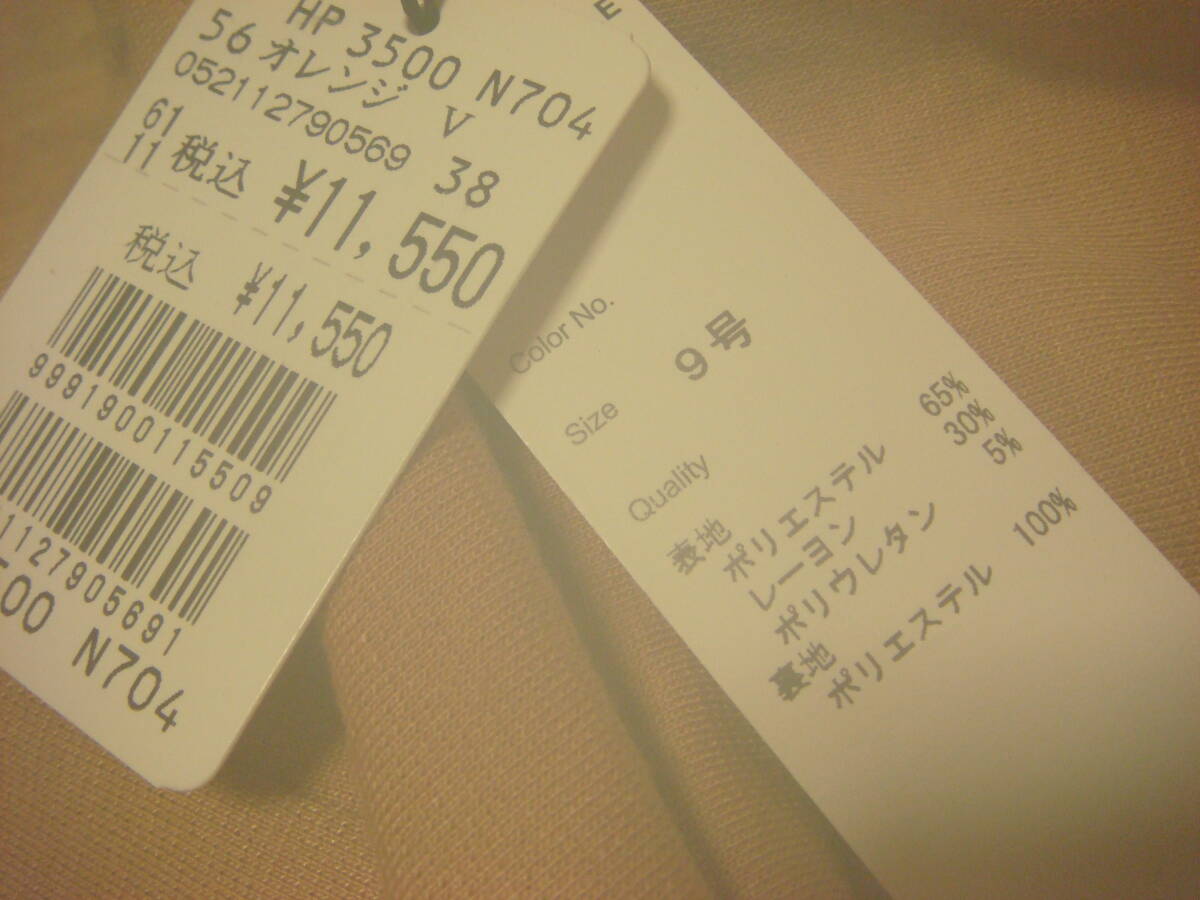 HP 3500 N704
56 オレンジ V
052112790569 38
61
11 税込 ¥11,550
税込 ¥11,550
9991900115509
1127905691
500 N704
E
Color No.
Size 9号
Quality
表地
ポリエステル 65%
レーヨン 30%
ポリウレタン 5%
裏地
ポリエステル 100%